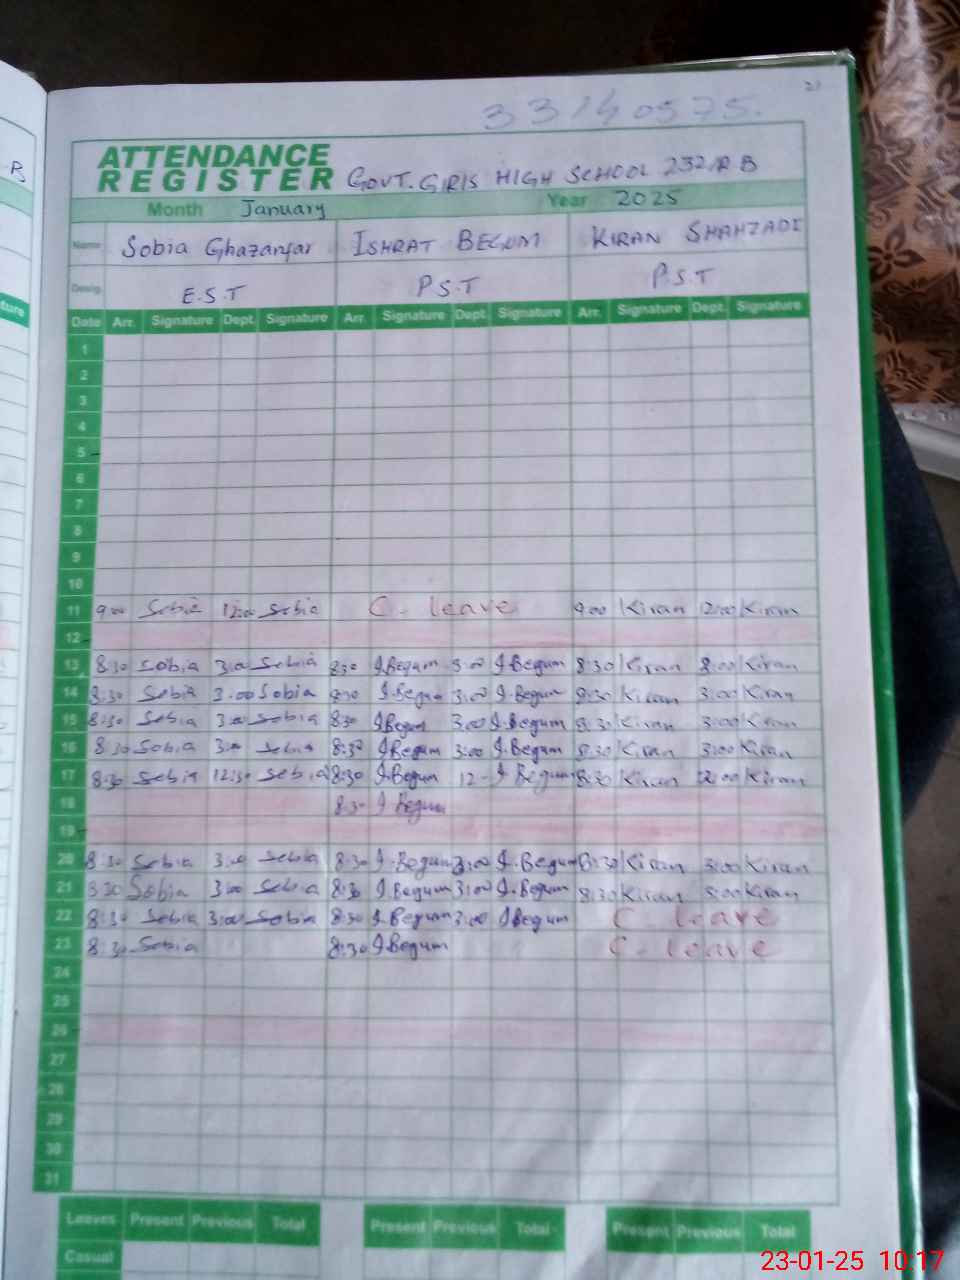 21
33140575.
B
ATTENDANCE
REGISTER GOVT. GIRLS HIGH SCHOOL 232/R B
Month January Year 2025
Name Sobia Ghazanfar ISHRAT BEGUM KIRAN SHAHZADI
Desig. E.S.T P.S.T P.S.T
Date Arr. Signature Dept. Signature Arr. Signature Dept. Signature Arr. Signature Dept. Signature
1
2
3
4
5
6
7
8
9
10
11 9:00 Sobia 12:00 Sobia C. leave 9:00 Kiran 12:00 Kiran
12
13 8:30 Sobia 3:00 Sobia 8:30 I.Begum 3:00 I.Begum 8:30 Kiran 8:00 Kiran
14 8:30 Sobia 3:00 Sobia 8:30 I.Begum 3:00 I.Begum 8:30 Kiran 3:00 Kiran
15 8:30 Sobia 3:00 Sobia 8:30 I.Begum 3:00 I.Begum 8:30 Kiran 3:00 Kiran
16 8:30 Sobia 3:00 Sobia 8:30 I.Begum 3:00 I.Begum 8:30 Kiran 3:00 Kiran
17 8:30 Sobia 12:30 Sobia 8:30 I.Begum 12- I Begum 8:30 Kiran 12:00 Kiran
18 8:30 I Begum
19
20 8:30 Sobia 3:00 Sobia 8:30 I.Begum 3:00 I.Begum 8:30 Kiran 3:00 Kiran
21 8:30 Sobia 3:00 Sobia 8:30 I.Begum 3:00 I.Begum 8:30 Kiran 3:00 Kiran
22 8:30 Sobia 3:00 Sobia 8:30 I.Begum 3:00 I Begum C. leave
23 8:30 Sobia 8:30 I Begum C. leave
24
25
26
27
28
29
30
31
Leaves Present Previous Total Present Previous Total Present Previous Total
Casual
23-01-25 10:17